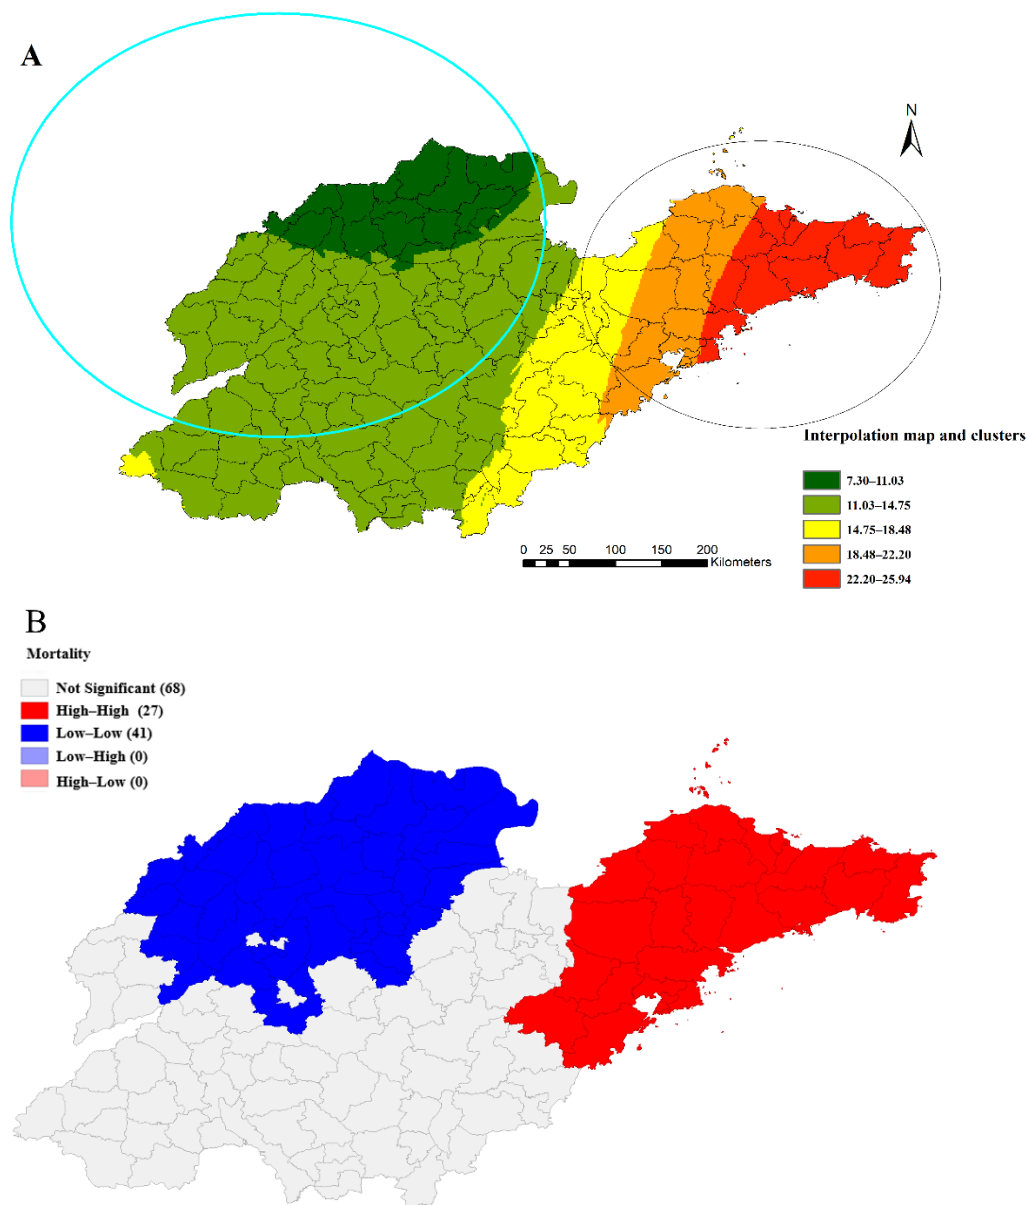 A
N
Interpolation map and clusters
7.30–11.03
11.03–14.75
14.75–18.48
18.48–22.20
22.20–25.94
0 25 50 100 150 200
Kilometers
B
Mortality
Not Significant (68)
High–High (27)
Low–Low (41)
Low–High (0)
High–Low (0)